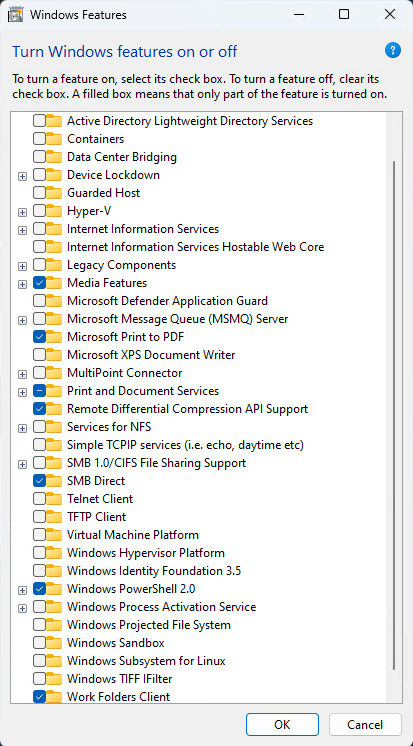 Windows Features
Turn Windows features on or off
?
To turn a feature on, select its check box. To turn a feature off, clear its
check box. A filled box means that only part of the feature is turned on.
Active Directory Lightweight Directory Services
Containers
Data Center Bridging
Device Lockdown
Guarded Host
Hyper-V
Internet Information Services
Internet Information Services Hostable Web Core
Legacy Components
Media Features
Microsoft Defender Application Guard
Microsoft Message Queue (MSMQ) Server
Microsoft Print to PDF
Microsoft XPS Document Writer
MultiPoint Connector
Print and Document Services
Remote Differential Compression API Support
Services for NFS
Simple TCPIP services (i.e. echo, daytime etc)
SMB 1.0/CIFS File Sharing Support
SMB Direct
Telnet Client
TFTP Client
Virtual Machine Platform
Windows Hypervisor Platform
Windows Identity Foundation 3.5
Windows PowerShell 2.0
Windows Process Activation Service
Windows Projected File System
Windows Sandbox
Windows Subsystem for Linux
Windows TIFF IFilter
Work Folders Client
OK
Cancel